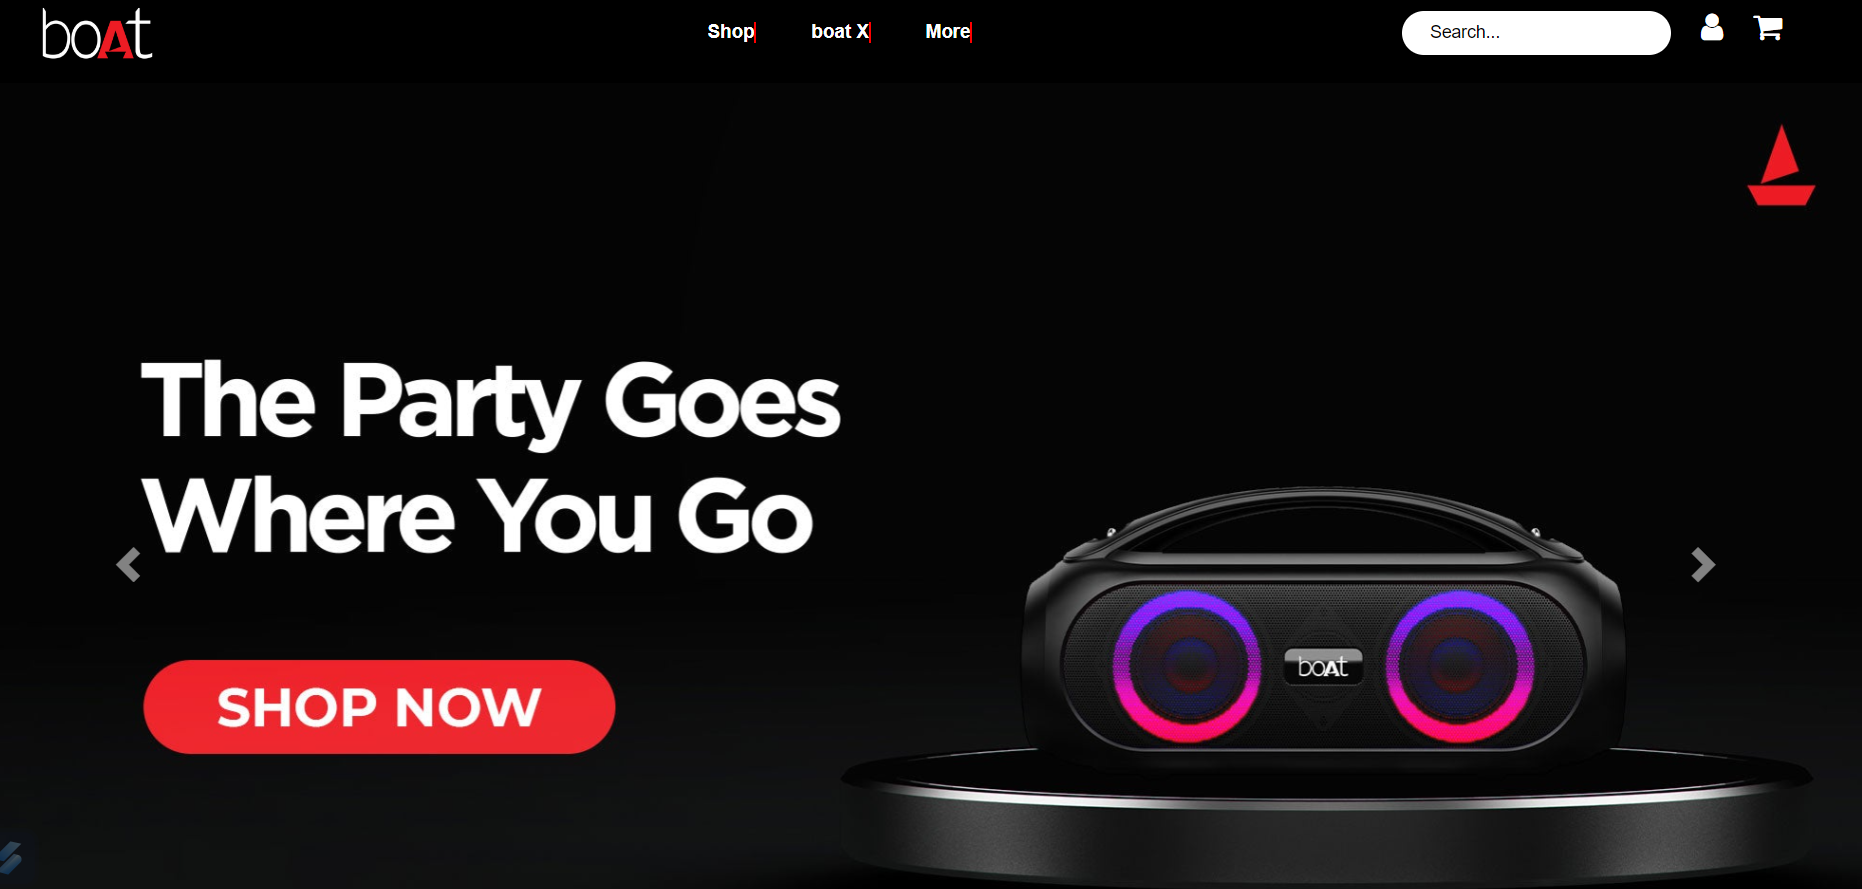 boAt
Shop
boat X
More
Search...
The Party Goes
Where You Go
SHOP NOW
boAt